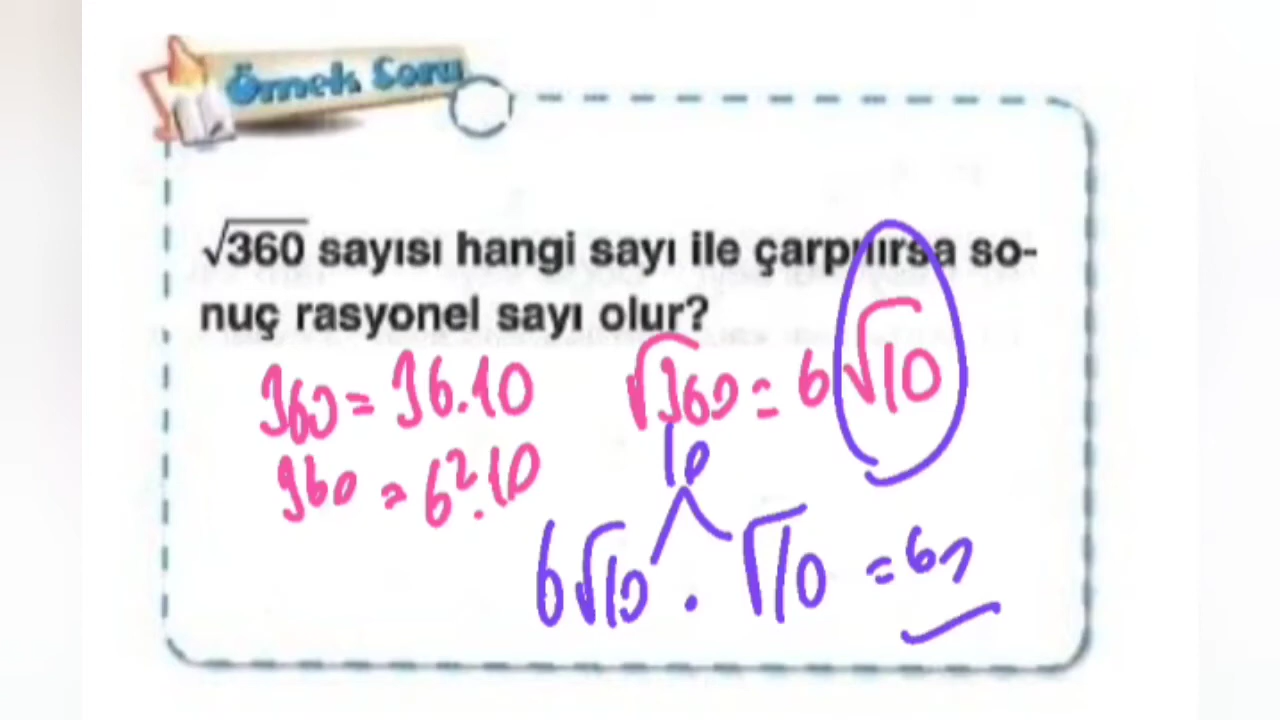 Örnek Soru
√360 sayısı hangi sayı ile çarpılırsa so-
nuç rasyonel sayı olur?
360 = 36.10
√360 = 6√10
360 = 6².10
10
6√10 . √10 = 60